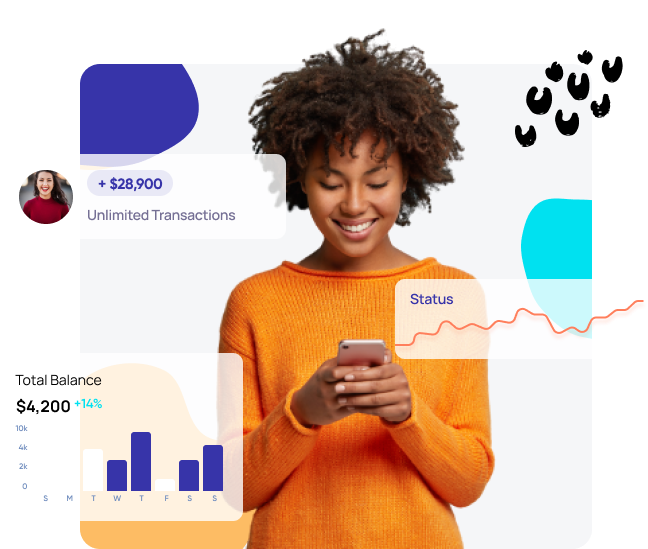 + $28,900
Unlimited Transactions
Status
Total Balance
$4,200 +14%
10k
4k
2k
0
S M T W T F S S